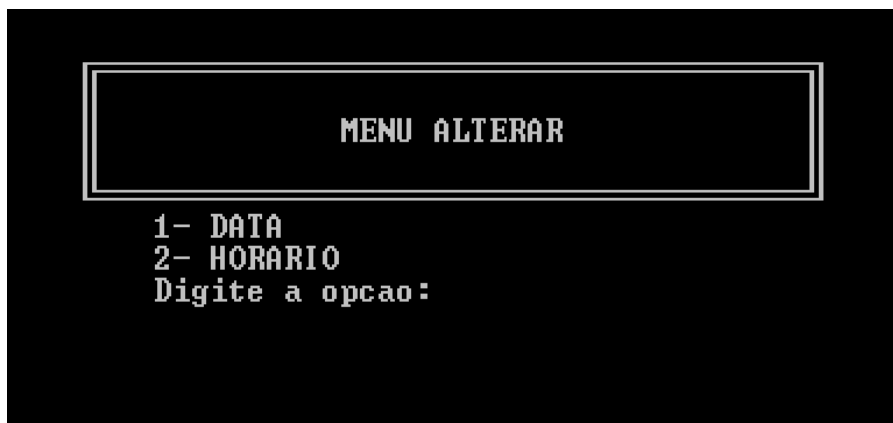 MENU ALTERAR
1- DATA
2- HORARIO
Digite a opcao: